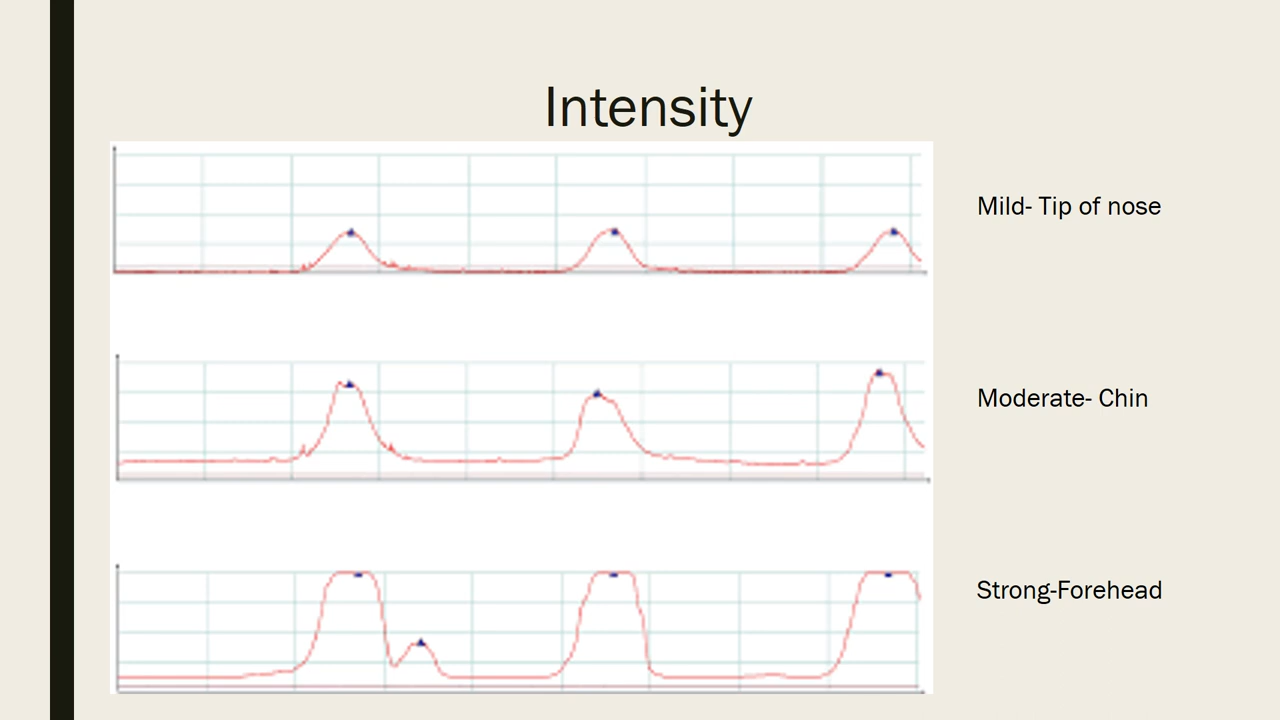 Intensity
Mild- Tip of nose
Moderate- Chin
Strong-Forehead